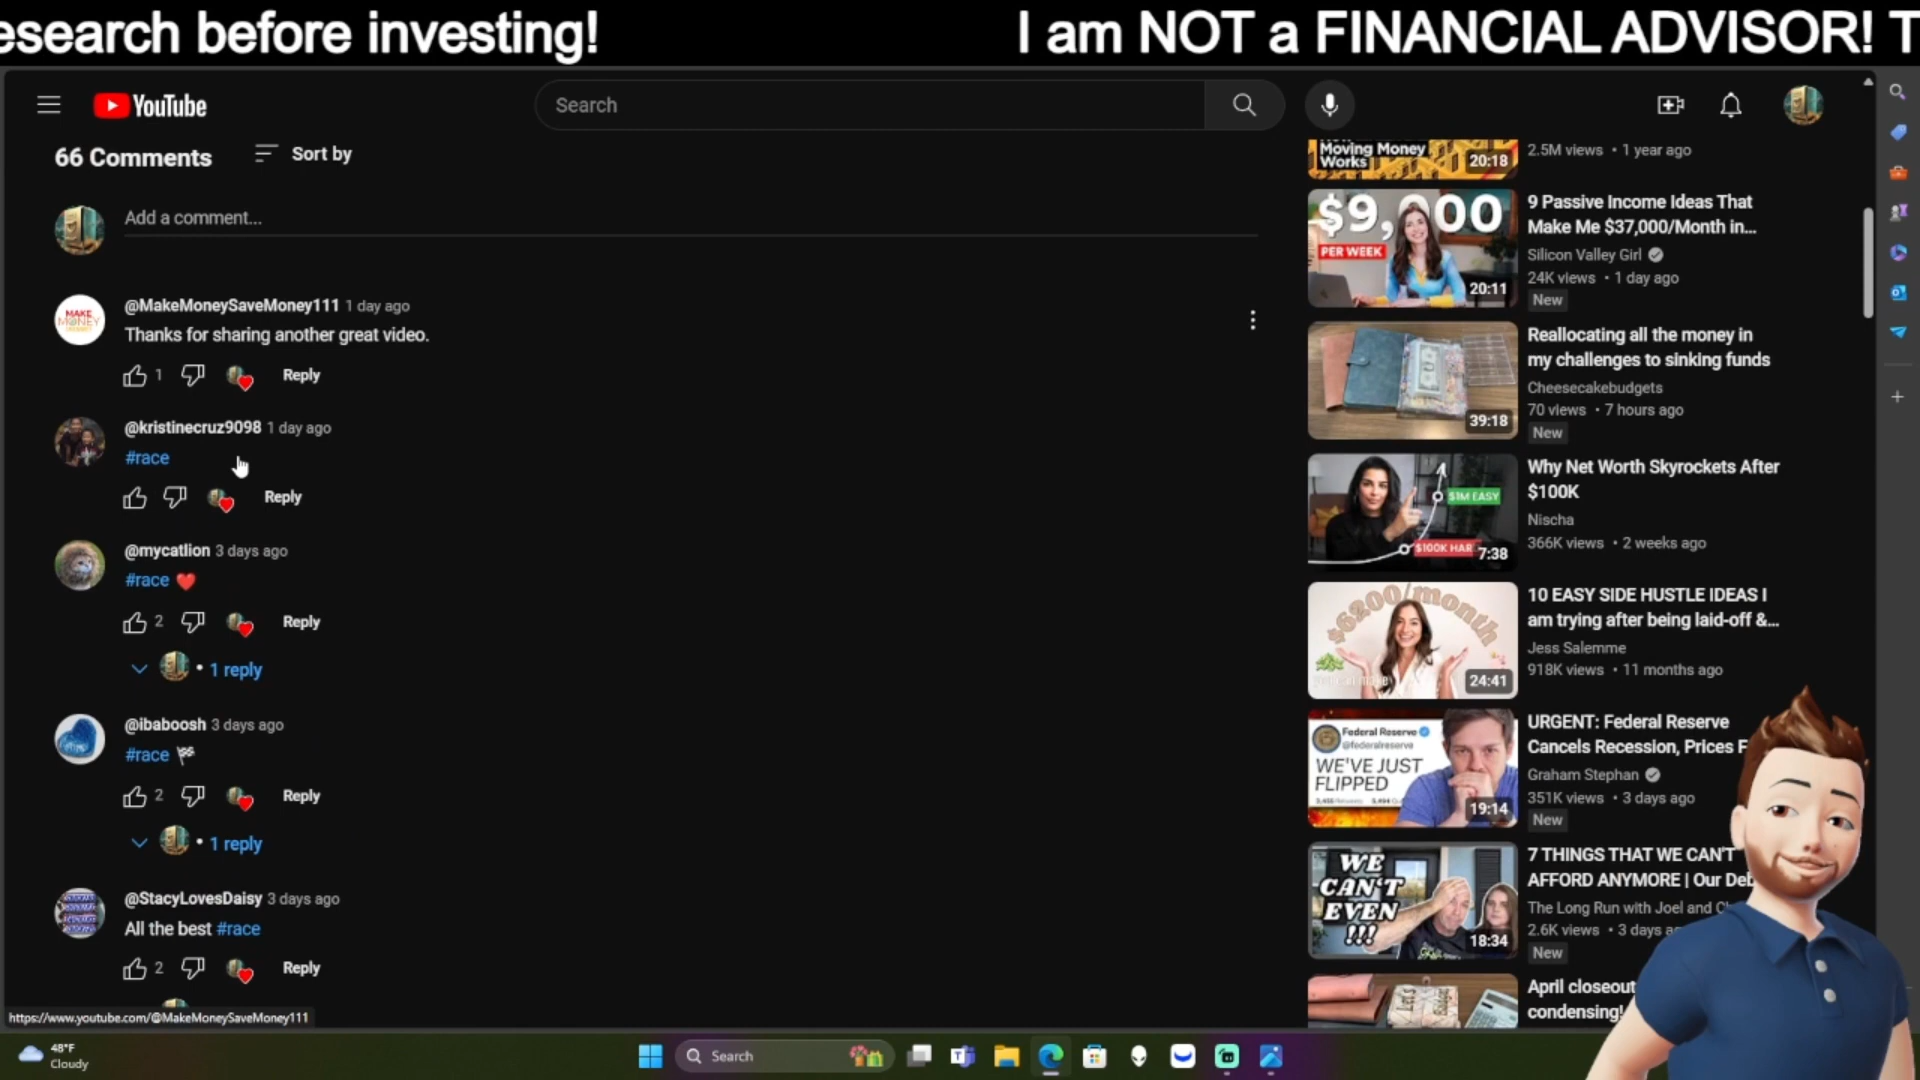 esearch before investing!
I am NOT a FINANCIAL ADVISOR! T
YouTube
Search
66 Comments
Sort by
Add a comment...
@MakeMoneySaveMoney111 1 day ago
Thanks for sharing another great video.
1
Reply
@kristinecruz9098 1 day ago
#race
Reply
@mycatlion 3 days ago
#race
2
Reply
• 1 reply
@ibaboosh 3 days ago
#race
2
Reply
• 1 reply
@StacyLovesDaisy 3 days ago
All the best #race
2
Reply
https://www.youtube.com/@MakeMoneySaveMoney111
Moving Money
Works
20:18
2.5M views • 1 year ago
$9,000
PER WEEK
20:11
9 Passive Income Ideas That
Make Me $37,000/Month in...
Silicon Valley Girl
24K views • 1 day ago
New
39:18
Reallocating all the money in
my challenges to sinking funds
Cheesecakebudgets
70 views • 7 hours ago
New
$1M EASY
$100K HAR
7:38
Why Net Worth Skyrockets After
$100K
Nischa
366K views • 2 weeks ago
$6200/month
24:41
10 EASY SIDE HUSTLE IDEAS I
am trying after being laid-off &...
Jess Salemme
918K views • 11 months ago
Federal Reserve
@federalreserve
WE'VE JUST
FLIPPED
19:14
URGENT: Federal Reserve
Cancels Recession, Prices F
Graham Stephan
351K views • 3 days ago
New
WE
CAN'T
EVEN
!!!
18:34
7 THINGS THAT WE CAN'T
AFFORD ANYMORE | Our Deb
The Long Run with Joel and Ch
2.6K views • 3 days a
New
April closeout
condensing!
48°F
Cloudy
Search